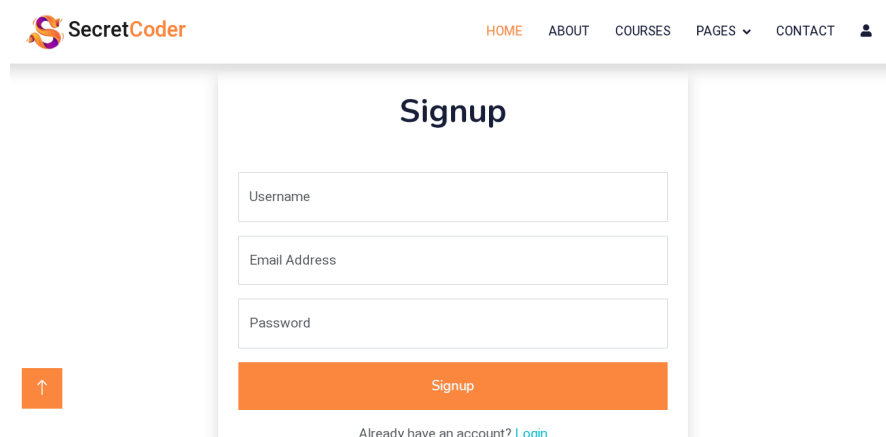 SecretCoder
HOME ABOUT COURSES PAGES CONTACT
Signup
Username
Email Address
Password
Signup
Already have an account? Login